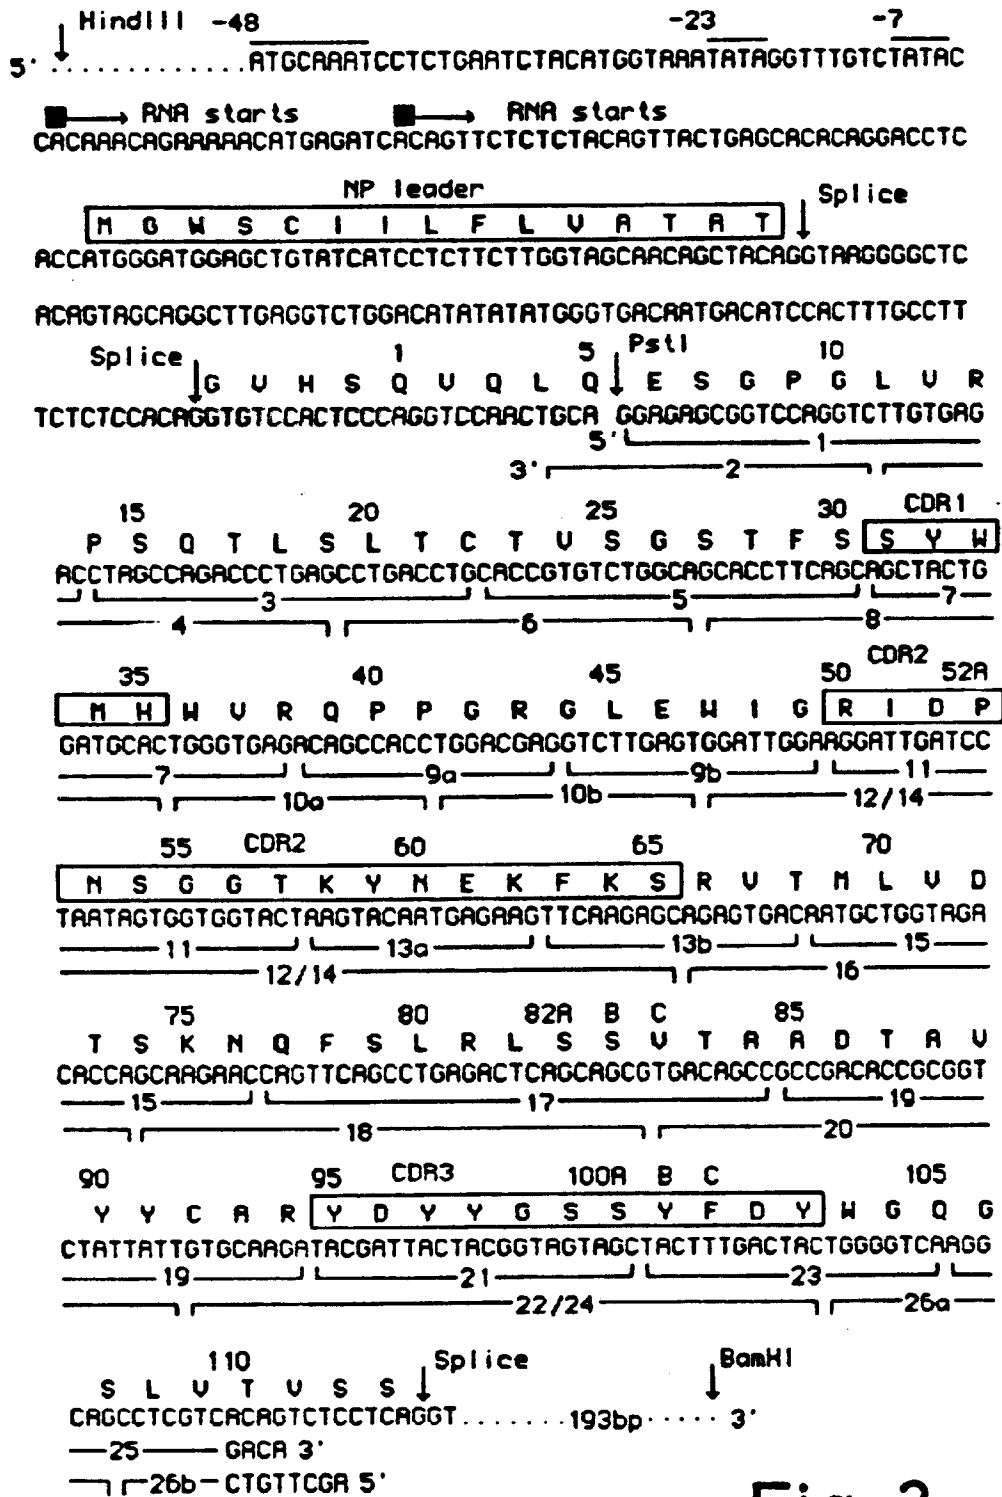 HindIII -48 -23 -7
5' ............ATGCAAATCCTCTGAATCTACATGGTAAATATAGGTTTGTCTATAC
RNA starts RNA starts
CACAAACAGAAAAACATGAGATCACAGTTCTCTCTACAGTTACTGAGCACACAGGACCTC
NP leader Splice
M G W S C I I L F L V A T A T
ACCATGGGATGGAGCTGTATCATCCTCTTCTTGGTAGCAACAGCTACAGGTAAGGGGCTC
ACAGTAGCAGGCTTGAGGTCTGGACATATATATGGGTGACAATGACATCCACTTTGCCTT
Splice 1 5 PstI 10
G V H S Q V Q L Q E S G P G L V R
TCTCTCCACAGGTGTCCACTCCCAGGTCCAACTGCA GGAGAGCGGTCCAGGTCTTGTGAG
5' 1
3' 2
15 20 25 30 CDR1
P S Q T L S L T C T V S G S T F S S Y W
ACCTAGCCAGACCCTGAGCCTGACCTGCACCGTGTCTGGCAGCACCTTCAGCAGCTACTG
3 5 7
4 6 8
35 40 45 50 CDR2 52A
M H W V R Q P P G R G L E W I G R I D P
GATGCACTGGGTGAGACAGCCACCTGGACGAGGTCTTGAGTGGATTGGAAGGATTGATCC
7 9a 9b 11
10a 10b 12/14
55 CDR2 60 65 70
N S G G T K Y N E K F K S R V T M L V D
TAATAGTGGTGGTACTAAGTACAATGAGAAGTTCAAGAGCAGAGTGACAATGCTGGTAGA
11 13a 13b 15
12/14 16
75 80 82A B C 85
T S K N Q F S L R L S S V T A A D T A V
CACCAGCAAGAACCAGTTCAGCCTGAGACTCAGCAGCGTGACAGCCGCCGACACCGCGGT
15 17 19
18 20
90 95 CDR3 100A B C 105
Y Y C A R Y D Y Y G S S Y F D Y W G Q G
CTATTATTGTGCAAGATACGATTACTACGGTAGTAGCTACTTTGACTACTGGGGTCAAGG
19 21 23
22/24 26a
110 Splice BamHI
S L V T V S S
CAGCCTCGTCACAGTCTCCTCAGGT.......193bp..... 3'
25 GACA 3'
26b CTGTTCGA 5'